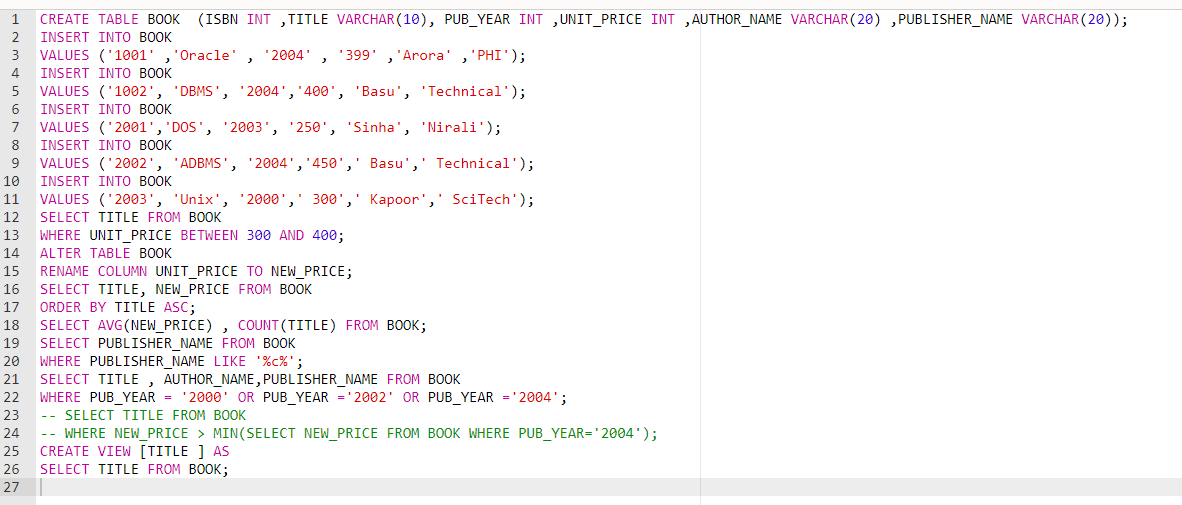 1 CREATE TABLE BOOK  (ISBN INT ,TITLE VARCHAR(10), PUB_YEAR INT ,UNIT_PRICE INT ,AUTHOR_NAME VARCHAR(20) ,PUBLISHER_NAME VARCHAR(20));
2 INSERT INTO BOOK
3 VALUES ('1001' ,'Oracle' , '2004' , '399' ,'Arora' ,'PHI');
4 INSERT INTO BOOK
5 VALUES ('1002', 'DBMS', '2004','400', 'Basu', 'Technical');
6 INSERT INTO BOOK
7 VALUES ('2001','DOS', '2003', '250', 'Sinha', 'Nirali');
8 INSERT INTO BOOK
9 VALUES ('2002', 'ADBMS', '2004','450',' Basu',' Technical');
10 INSERT INTO BOOK
11 VALUES ('2003', 'Unix', '2000',' 300',' Kapoor',' SciTech');
12 SELECT TITLE FROM BOOK
13 WHERE UNIT_PRICE BETWEEN 300 AND 400;
14 ALTER TABLE BOOK
15 RENAME COLUMN UNIT_PRICE TO NEW_PRICE;
16 SELECT TITLE, NEW_PRICE FROM BOOK
17 ORDER BY TITLE ASC;
18 SELECT AVG(NEW_PRICE) , COUNT(TITLE) FROM BOOK;
19 SELECT PUBLISHER_NAME FROM BOOK
20 WHERE PUBLISHER_NAME LIKE '%c%';
21 SELECT TITLE , AUTHOR_NAME,PUBLISHER_NAME FROM BOOK
22 WHERE PUB_YEAR = '2000' OR PUB_YEAR ='2002' OR PUB_YEAR ='2004';
23 -- SELECT TITLE FROM BOOK
24 -- WHERE NEW_PRICE > MIN(SELECT NEW_PRICE FROM BOOK WHERE PUB_YEAR='2004');
25 CREATE VIEW [TITLE ] AS
26 SELECT TITLE FROM BOOK;
27